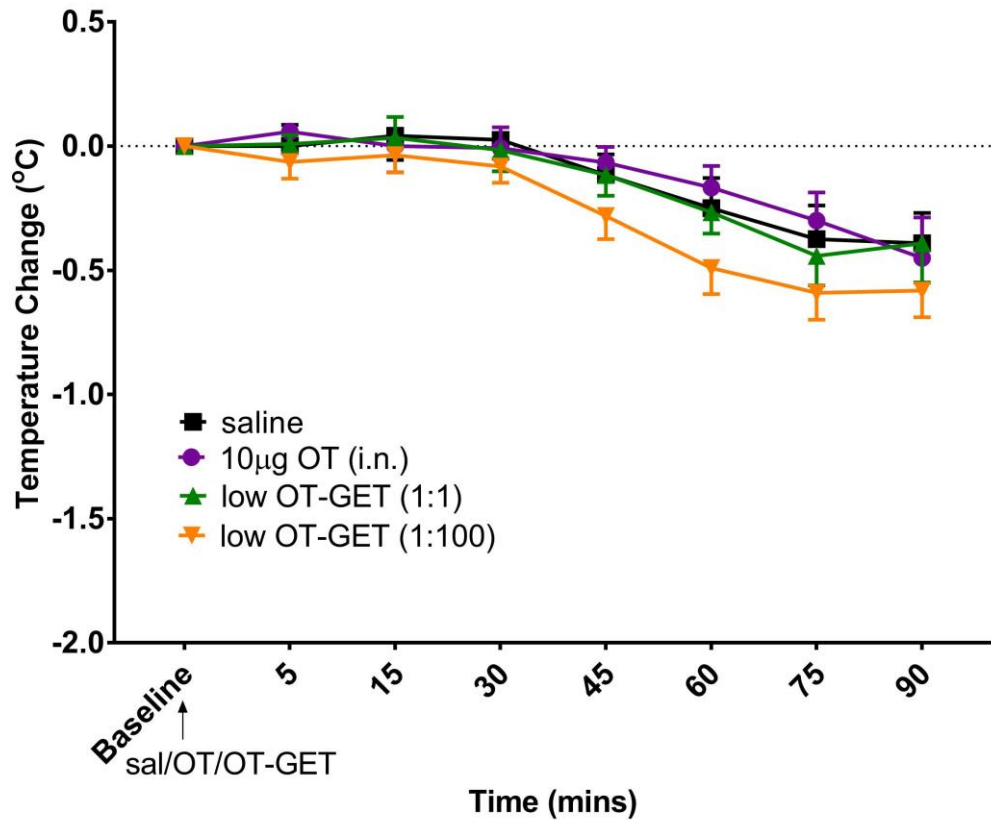 Temperature Change (°C)
0.5
0.0
-0.5
-1.0
-1.5
-2.0
saline
10μg OT (i.n.)
low OT-GET (1:1)
low OT-GET (1:100)
Baseline
5
15
30
45
60
75
90
sal/OT/OT-GET
Time (mins)